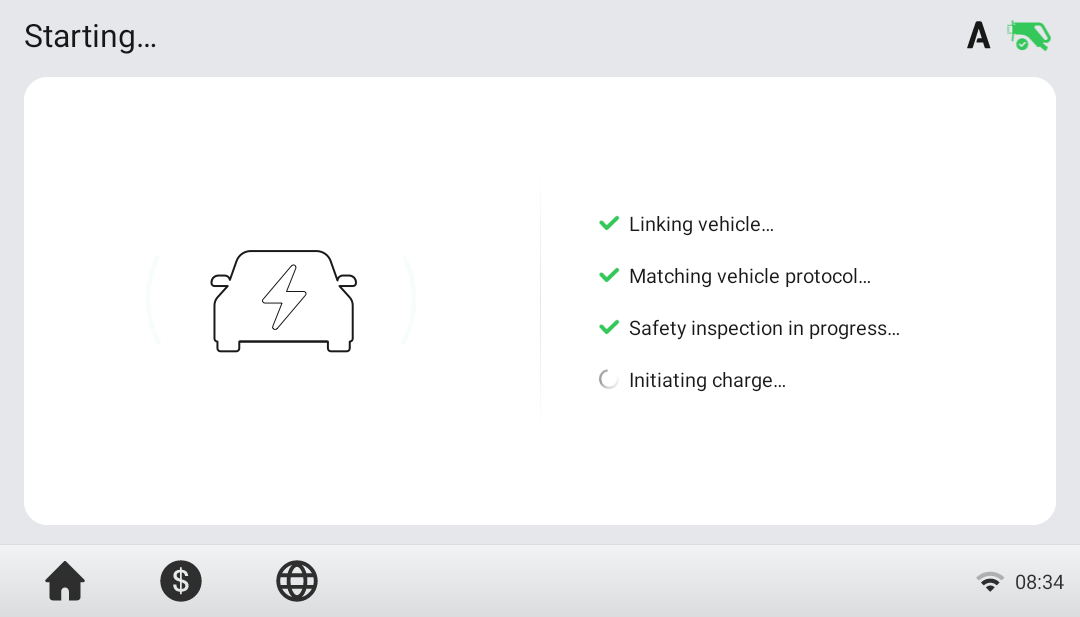 Starting…
A
Linking vehicle…
Matching vehicle protocol…
Safety inspection in progress…
Initiating charge…
$
08:34